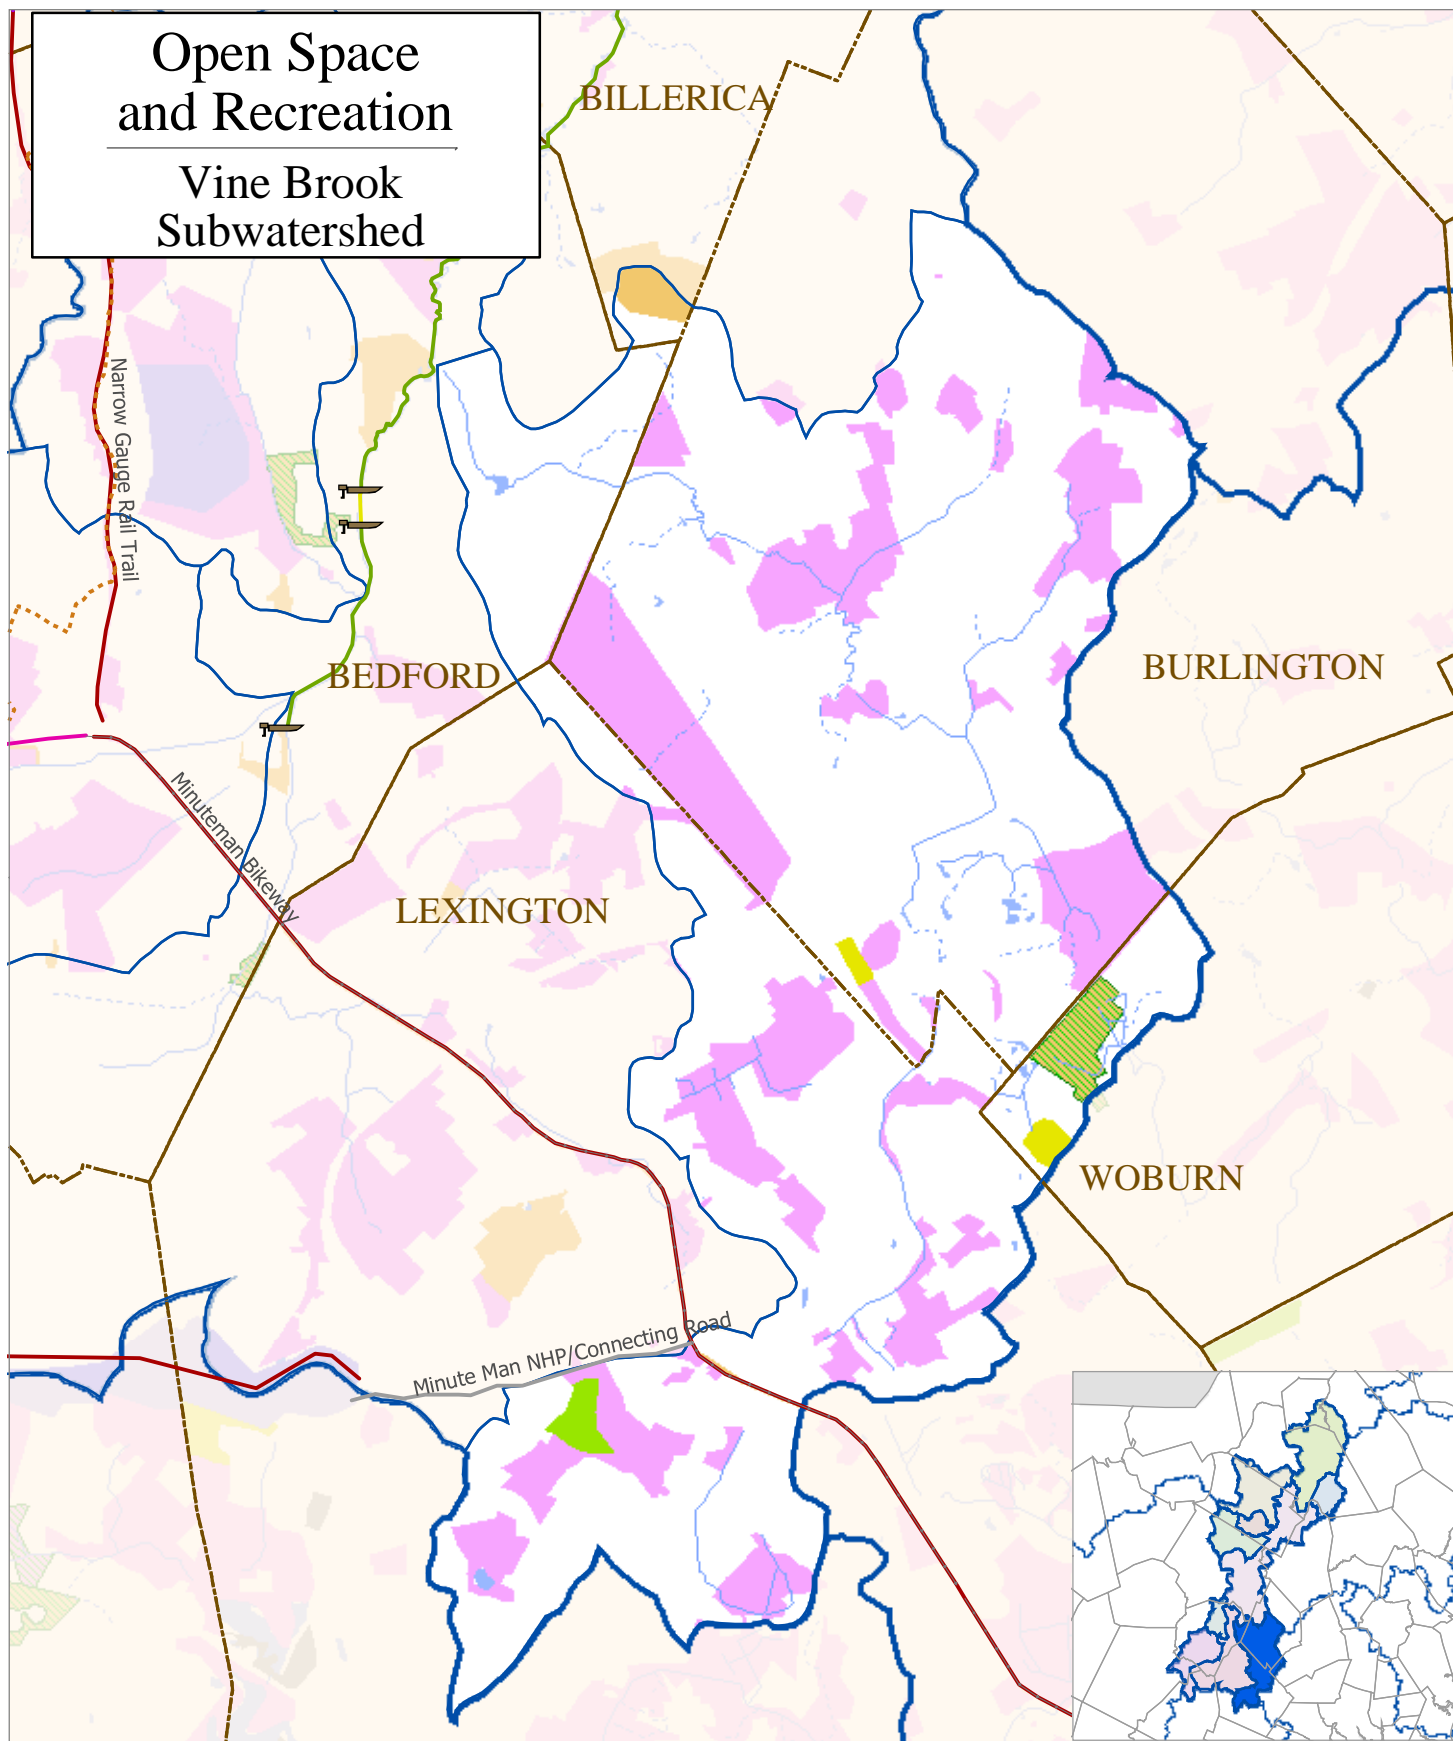 Open Space
and Recreation
Vine Brook
Subwatershed
BILLERICA
Narrow Gauge Rail Trail
BEDFORD
BURLINGTON
Minuteman Bikeway
LEXINGTON
WOBURN
Minute Man NHP/Connecting Road